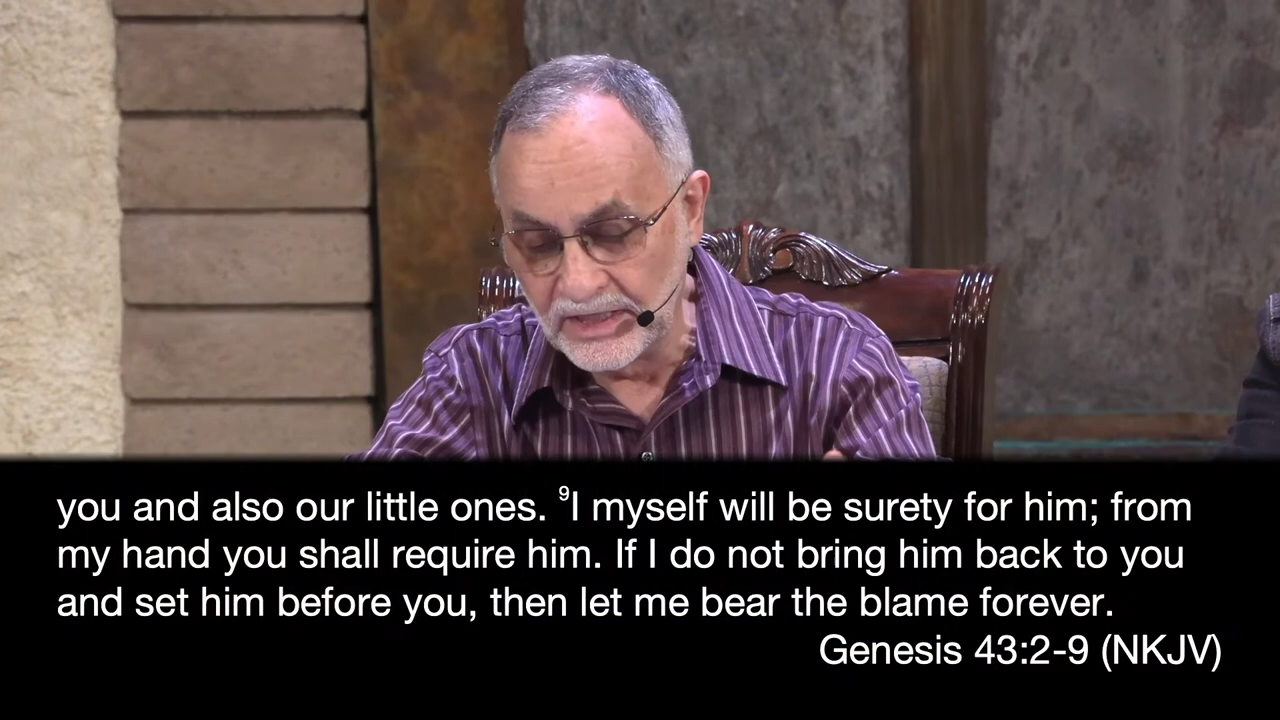 you and also our little ones. ⁹I myself will be surety for him; from
my hand you shall require him. If I do not bring him back to you
and set him before you, then let me bear the blame forever.
Genesis 43:2-9 (NKJV)